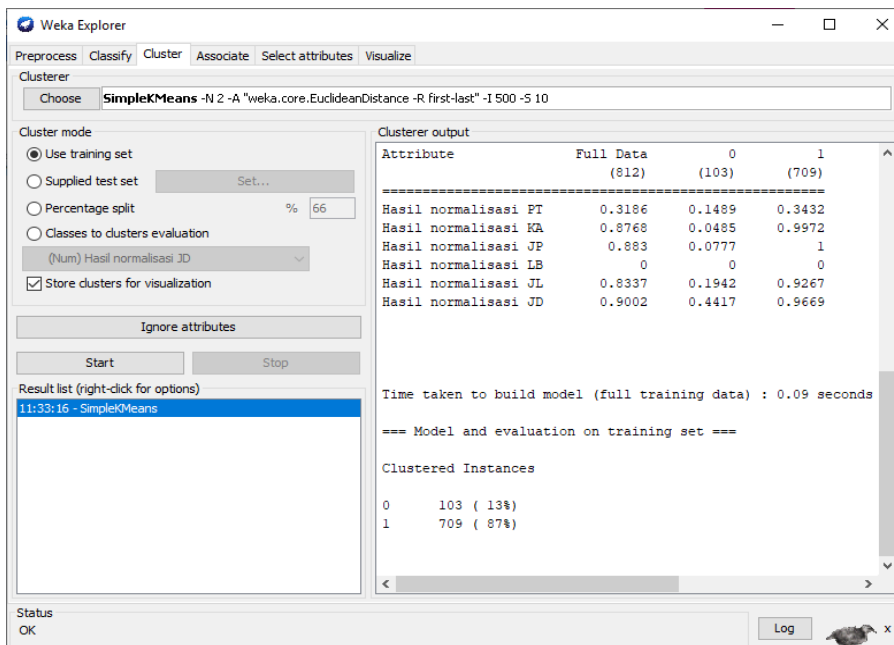 Weka Explorer
Preprocess Classify Cluster Associate Select attributes Visualize
Clusterer
Choose SimpleKMeans -N 2 -A "weka.core.EuclideanDistance -R first-last" -I 500 -S 10
Cluster mode
Use training set
Supplied test set Set...
Percentage split % 66
Classes to clusters evaluation
(Num) Hasil normalisasi JD
Store clusters for visualization
Ignore attributes
Start Stop
Result list (right-click for options)
11:33:16 - SimpleKMeans
Clusterer output
Attribute Full Data 0 1
(812) (103) (709)
=========================================================
Hasil normalisasi PT 0.3186 0.1489 0.3432
Hasil normalisasi KA 0.8768 0.0485 0.9972
Hasil normalisasi JP 0.883 0.0777 1
Hasil normalisasi LB 0 0 0
Hasil normalisasi JL 0.8337 0.1942 0.9267
Hasil normalisasi JD 0.9002 0.4417 0.9669
Time taken to build model (full training data) : 0.09 seconds
=== Model and evaluation on training set ===
Clustered Instances
0 103 ( 13%)
1 709 ( 87%)
Status
OK
Log
x